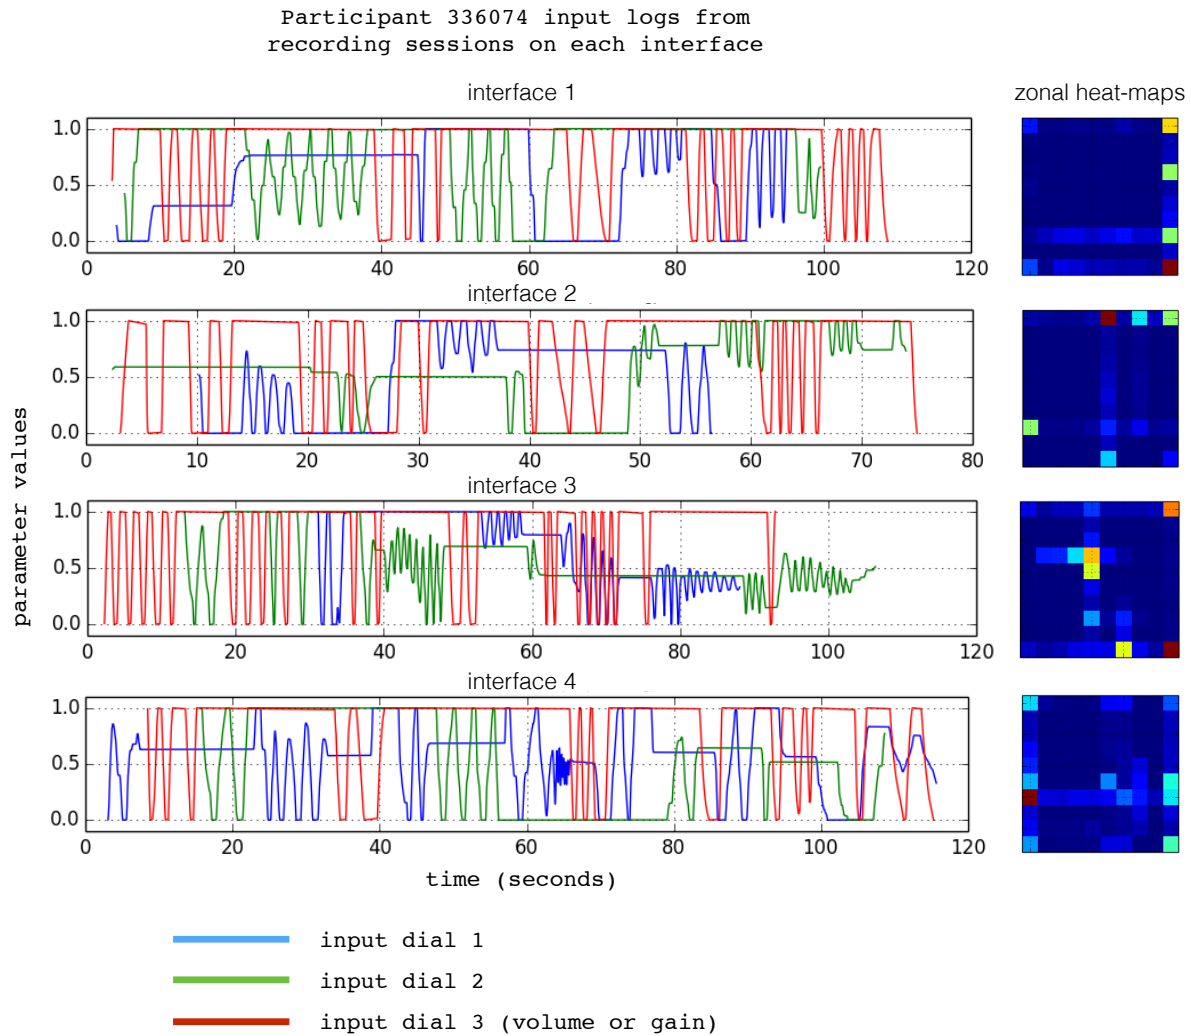 Participant 336074 input logs from
recording sessions on each interface
interface 1
zonal heat-maps
1.0
0.5
0.0
0 20 40 60 80 100 120
interface 2
1.0
0.5
0.0
0 10 20 30 40 50 60 70 80
interface 3
1.0
0.5
0.0
0 20 40 60 80 100 120
interface 4
1.0
0.5
0.0
0 20 40 60 80 100 120
parameter values
time (seconds)
input dial 1
input dial 2
input dial 3 (volume or gain)